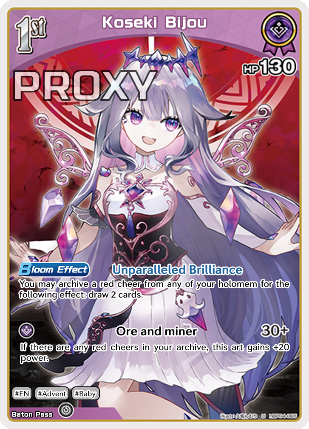 Koseki Bijou
1st
HP130
PROXY
Bloom Effect Unparalleled Brilliance
You may archive a red cheer from any of your holomem for the
following effect: draw 2 cards.
Ore and miner 30+
If there are any red cheers in your archive, this art gains +20
power.
#EN #Advent #Baby
Baton Pass